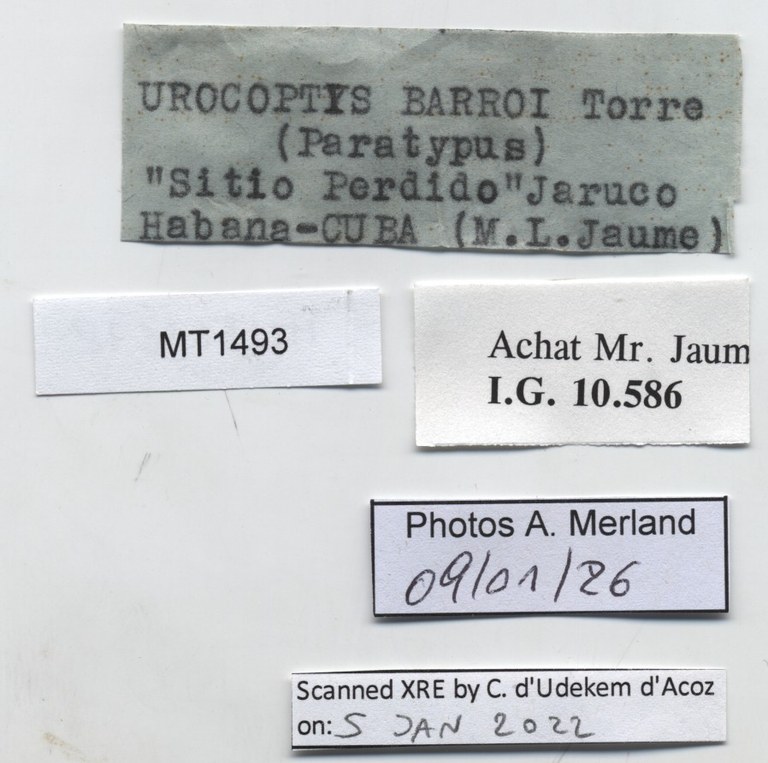 UROCOPTIS BARROI Torre
(Paratypus)
"Sitio Perdido"Jaruco
Habana-CUBA (M.L.Jaume)
MT1493
Achat Mr. Jaum
I.G. 10.586
Photos A. Merland
09/01/26
Scanned XRE by C. d'Udekem d'Acoz
on: 5 JAN 2022